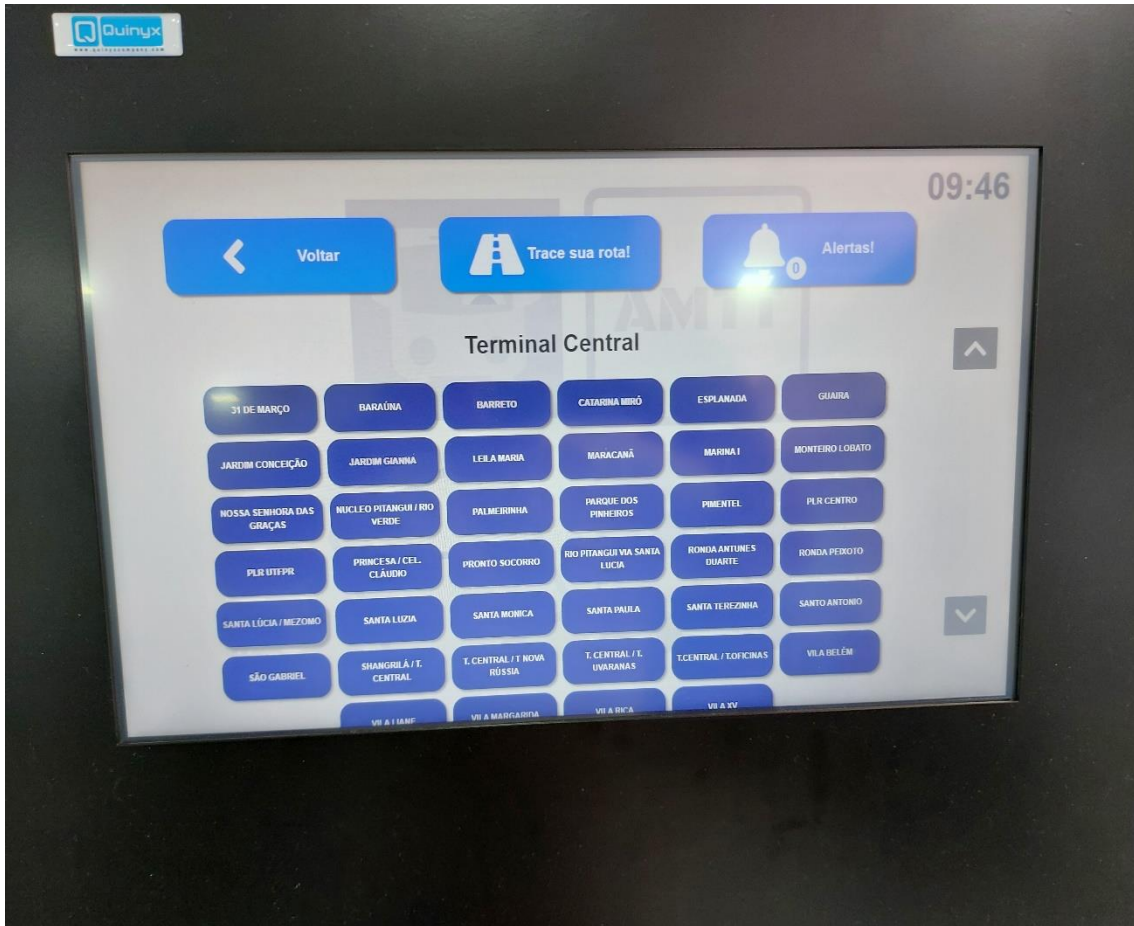 Quinyx
www.quinyxcompany.com
09:46
Voltar
Trace sua rota!
0
Alertas!
AMTT
Terminal Central
31 DE MARÇO
BARAÚNA
BARRETO
CATARINA MIRÓ
ESPLANADA
GUAIRA
JARDIM CONCEIÇÃO
JARDIM GIANNA
LEILA MARIA
MARACANÃ
MARINA I
MONTEIRO LOBATO
NOSSA SENHORA DAS
GRAÇAS
NUCLEO PITANGUI / RIO
VERDE
PALMEIRINHA
PARQUE DOS
PINHEIROS
PIMENTEL
PLR CENTRO
PLR UTFPR
PRINCESA / CEL.
CLÁUDIO
PRONTO SOCORRO
RIO PITANGUI VIA SANTA
LUCIA
RONDA ANTUNES
DUARTE
RONDA PEIXOTO
SANTA LÚCIA / MEZOMO
SANTA LUZIA
SANTA MONICA
SANTA PAULA
SANTA TEREZINHA
SANTO ANTONIO
SÃO GABRIEL
SHANGRILÁ / T.
CENTRAL
T. CENTRAL / T NOVA
RÚSSIA
T. CENTRAL / T.
UVARANAS
T.CENTRAL / T.OFICINAS
VILA BELÉM
VILA LIANE
VILA MARGARIDA
VILA RICA
VILA XV